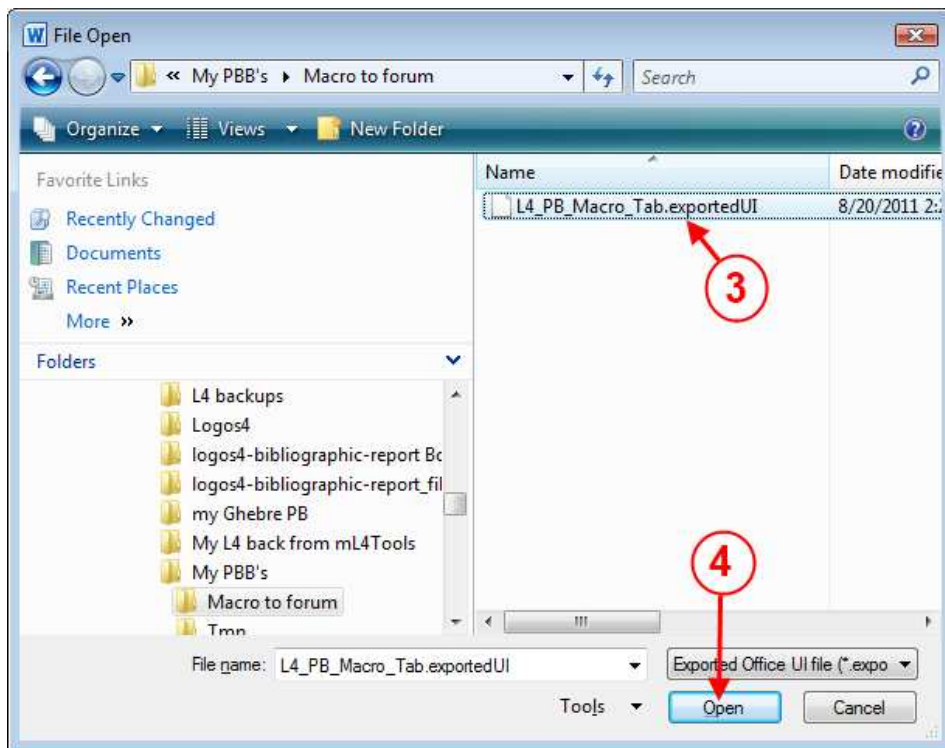 File Open
« My PBB's Macro to forum
Search
Organize Views New Folder
Favorite Links
Name Date modifie
L4_PB_Macro_Tab.exportedUI 8/20/2011 2:
Recently Changed
Documents
Recent Places
More »
3
Folders
L4 backups
Logos4
logos4-bibliographic-report Bc
logos4-bibliographic-report_fil
my Ghebre PB
My L4 back from mL4Tools
My PBB's
Macro to forum
Tmp
4
File name: L4_PB_Macro_Tab.exportedUI Exported Office UI file (*.expo
Tools Open Cancel